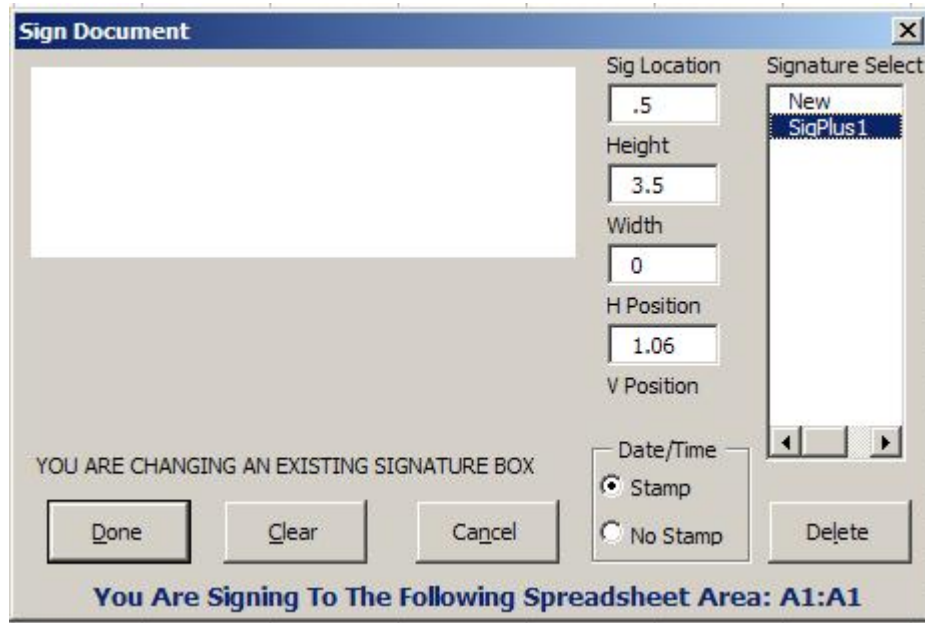 Sign Document
Sig Location
.5
Height
3.5
Width
0
H Position
1.06
V Position
Signature Select
New
SigPlus1
YOU ARE CHANGING AN EXISTING SIGNATURE BOX
Date/Time
Stamp
No Stamp
Done
Clear
Cancel
Delete
You Are Signing To The Following Spreadsheet Area: A1:A1